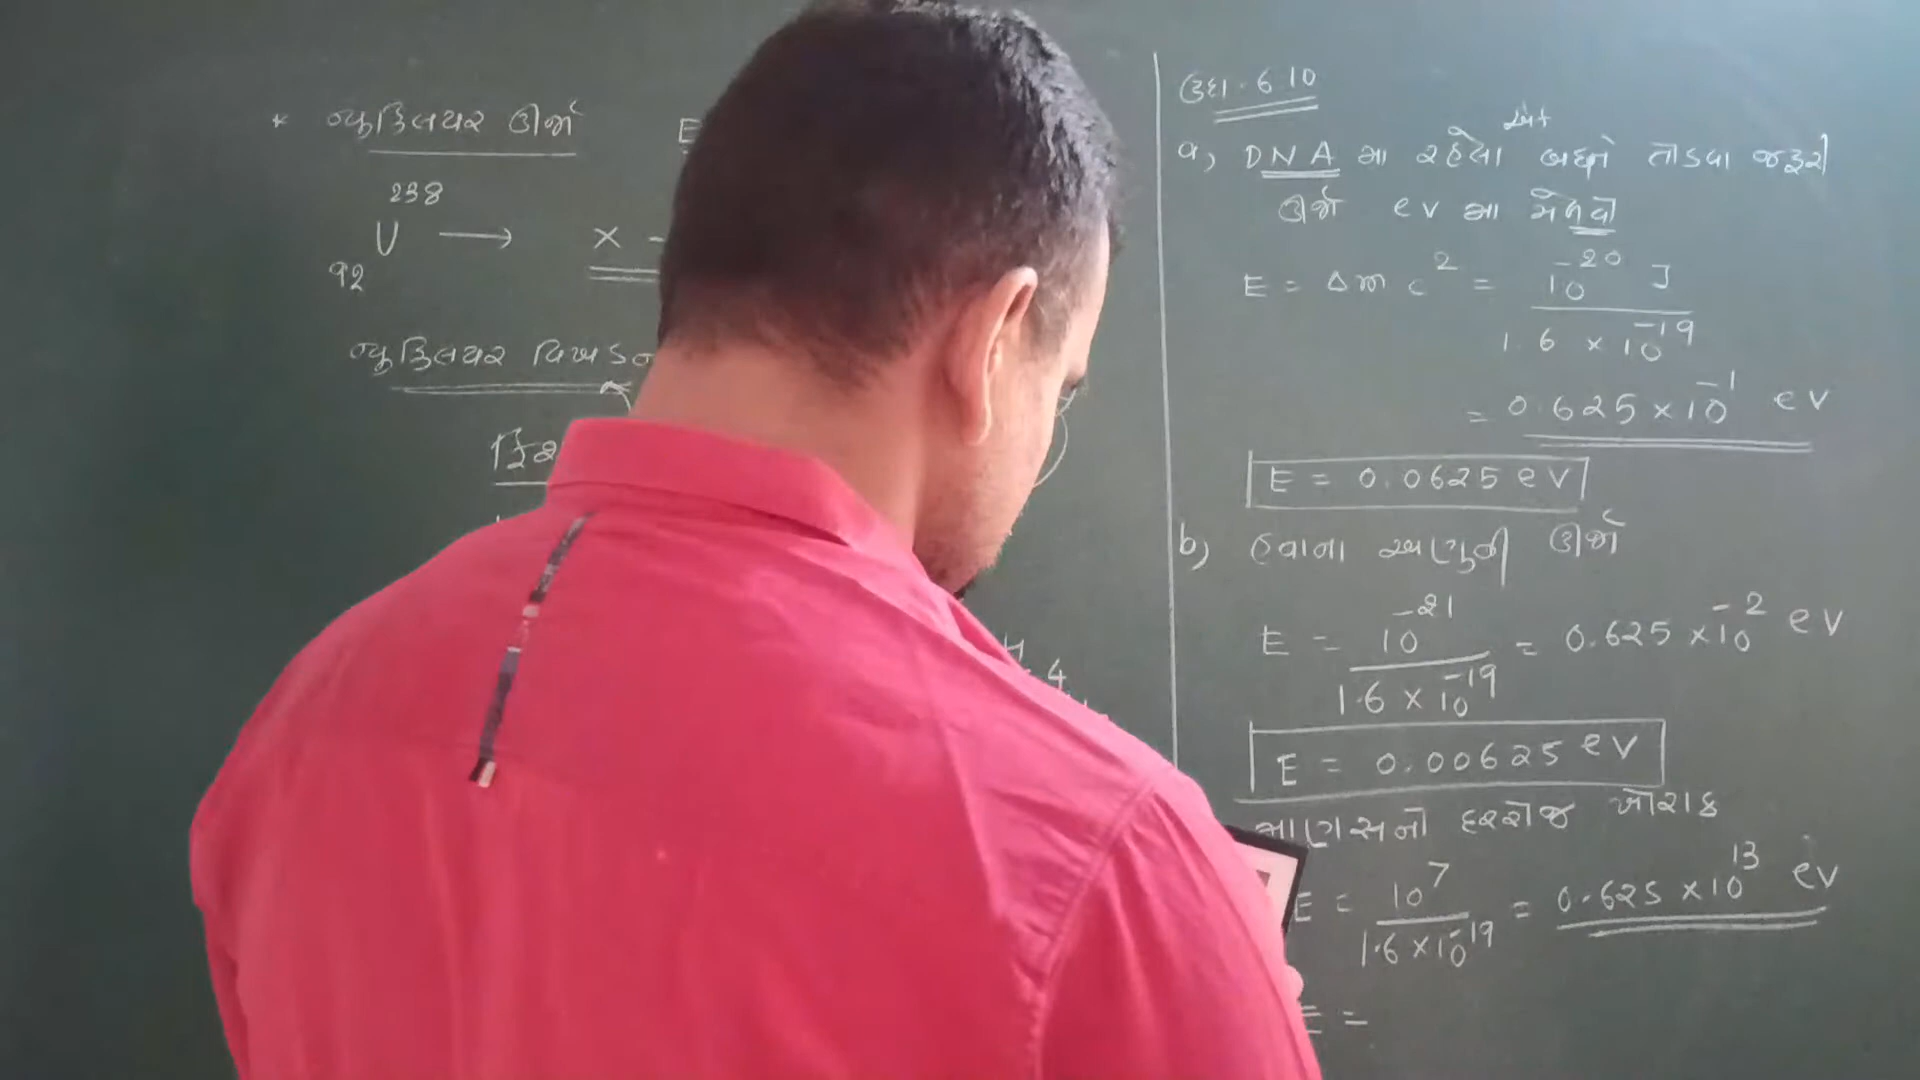 * ન્યુક્લિયર ઊર્જા E
238
U → X -
92
ન્યુક્લિયર વિખંડન
4
ઉદા. 6.10
a) DNA મા રહેલા બંધને તોડવા જરૂરી
ઊર્જા ev મા મેળવો
E = Δm c² = 10⁻²⁰ J
1.6 × 10⁻¹⁹
= 0.625 × 10⁻¹ ev
E = 0.0625 ev
b) હવાના અણુની ઊર્જા
E = 10⁻²¹ / 1.6 × 10⁻¹⁹ = 0.625 × 10⁻² ev
E = 0.00625 ev
માણસનો દરરોજ ખોરાક
E = 10⁷ / 1.6 × 10⁻¹⁹ = 0.625 × 10¹³ ev
E =